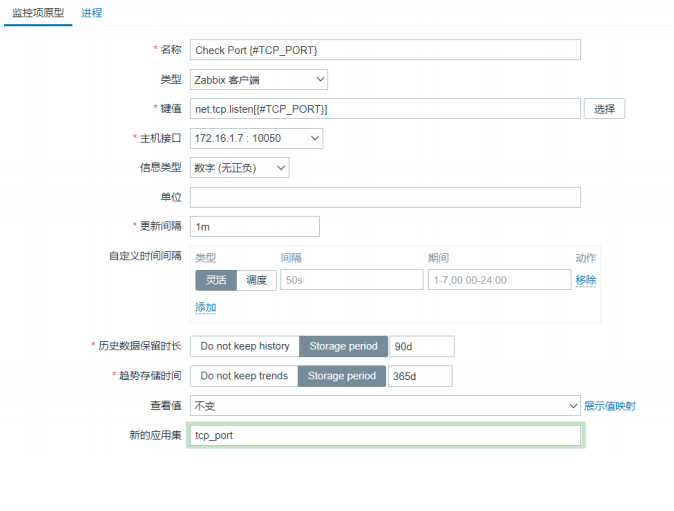 监控项原型 进程
* 名称 Check Port {#TCP_PORT}
类型 Zabbix 客户端
* 键值 net.tcp.listen[{#TCP_PORT}] 选择
* 主机接口 172.16.1.7 : 10050
信息类型 数字 (无正负)
单位
* 更新间隔 1m
自定义时间间隔 类型 间隔 期间 动作
灵活 调度 50s 1-7,00:00-24:00 移除
添加
* 历史数据保留时长 Do not keep history Storage period 90d
* 趋势存储时间 Do not keep trends Storage period 365d
查看值 不变 展示值映射
新的应用集 tcp_port